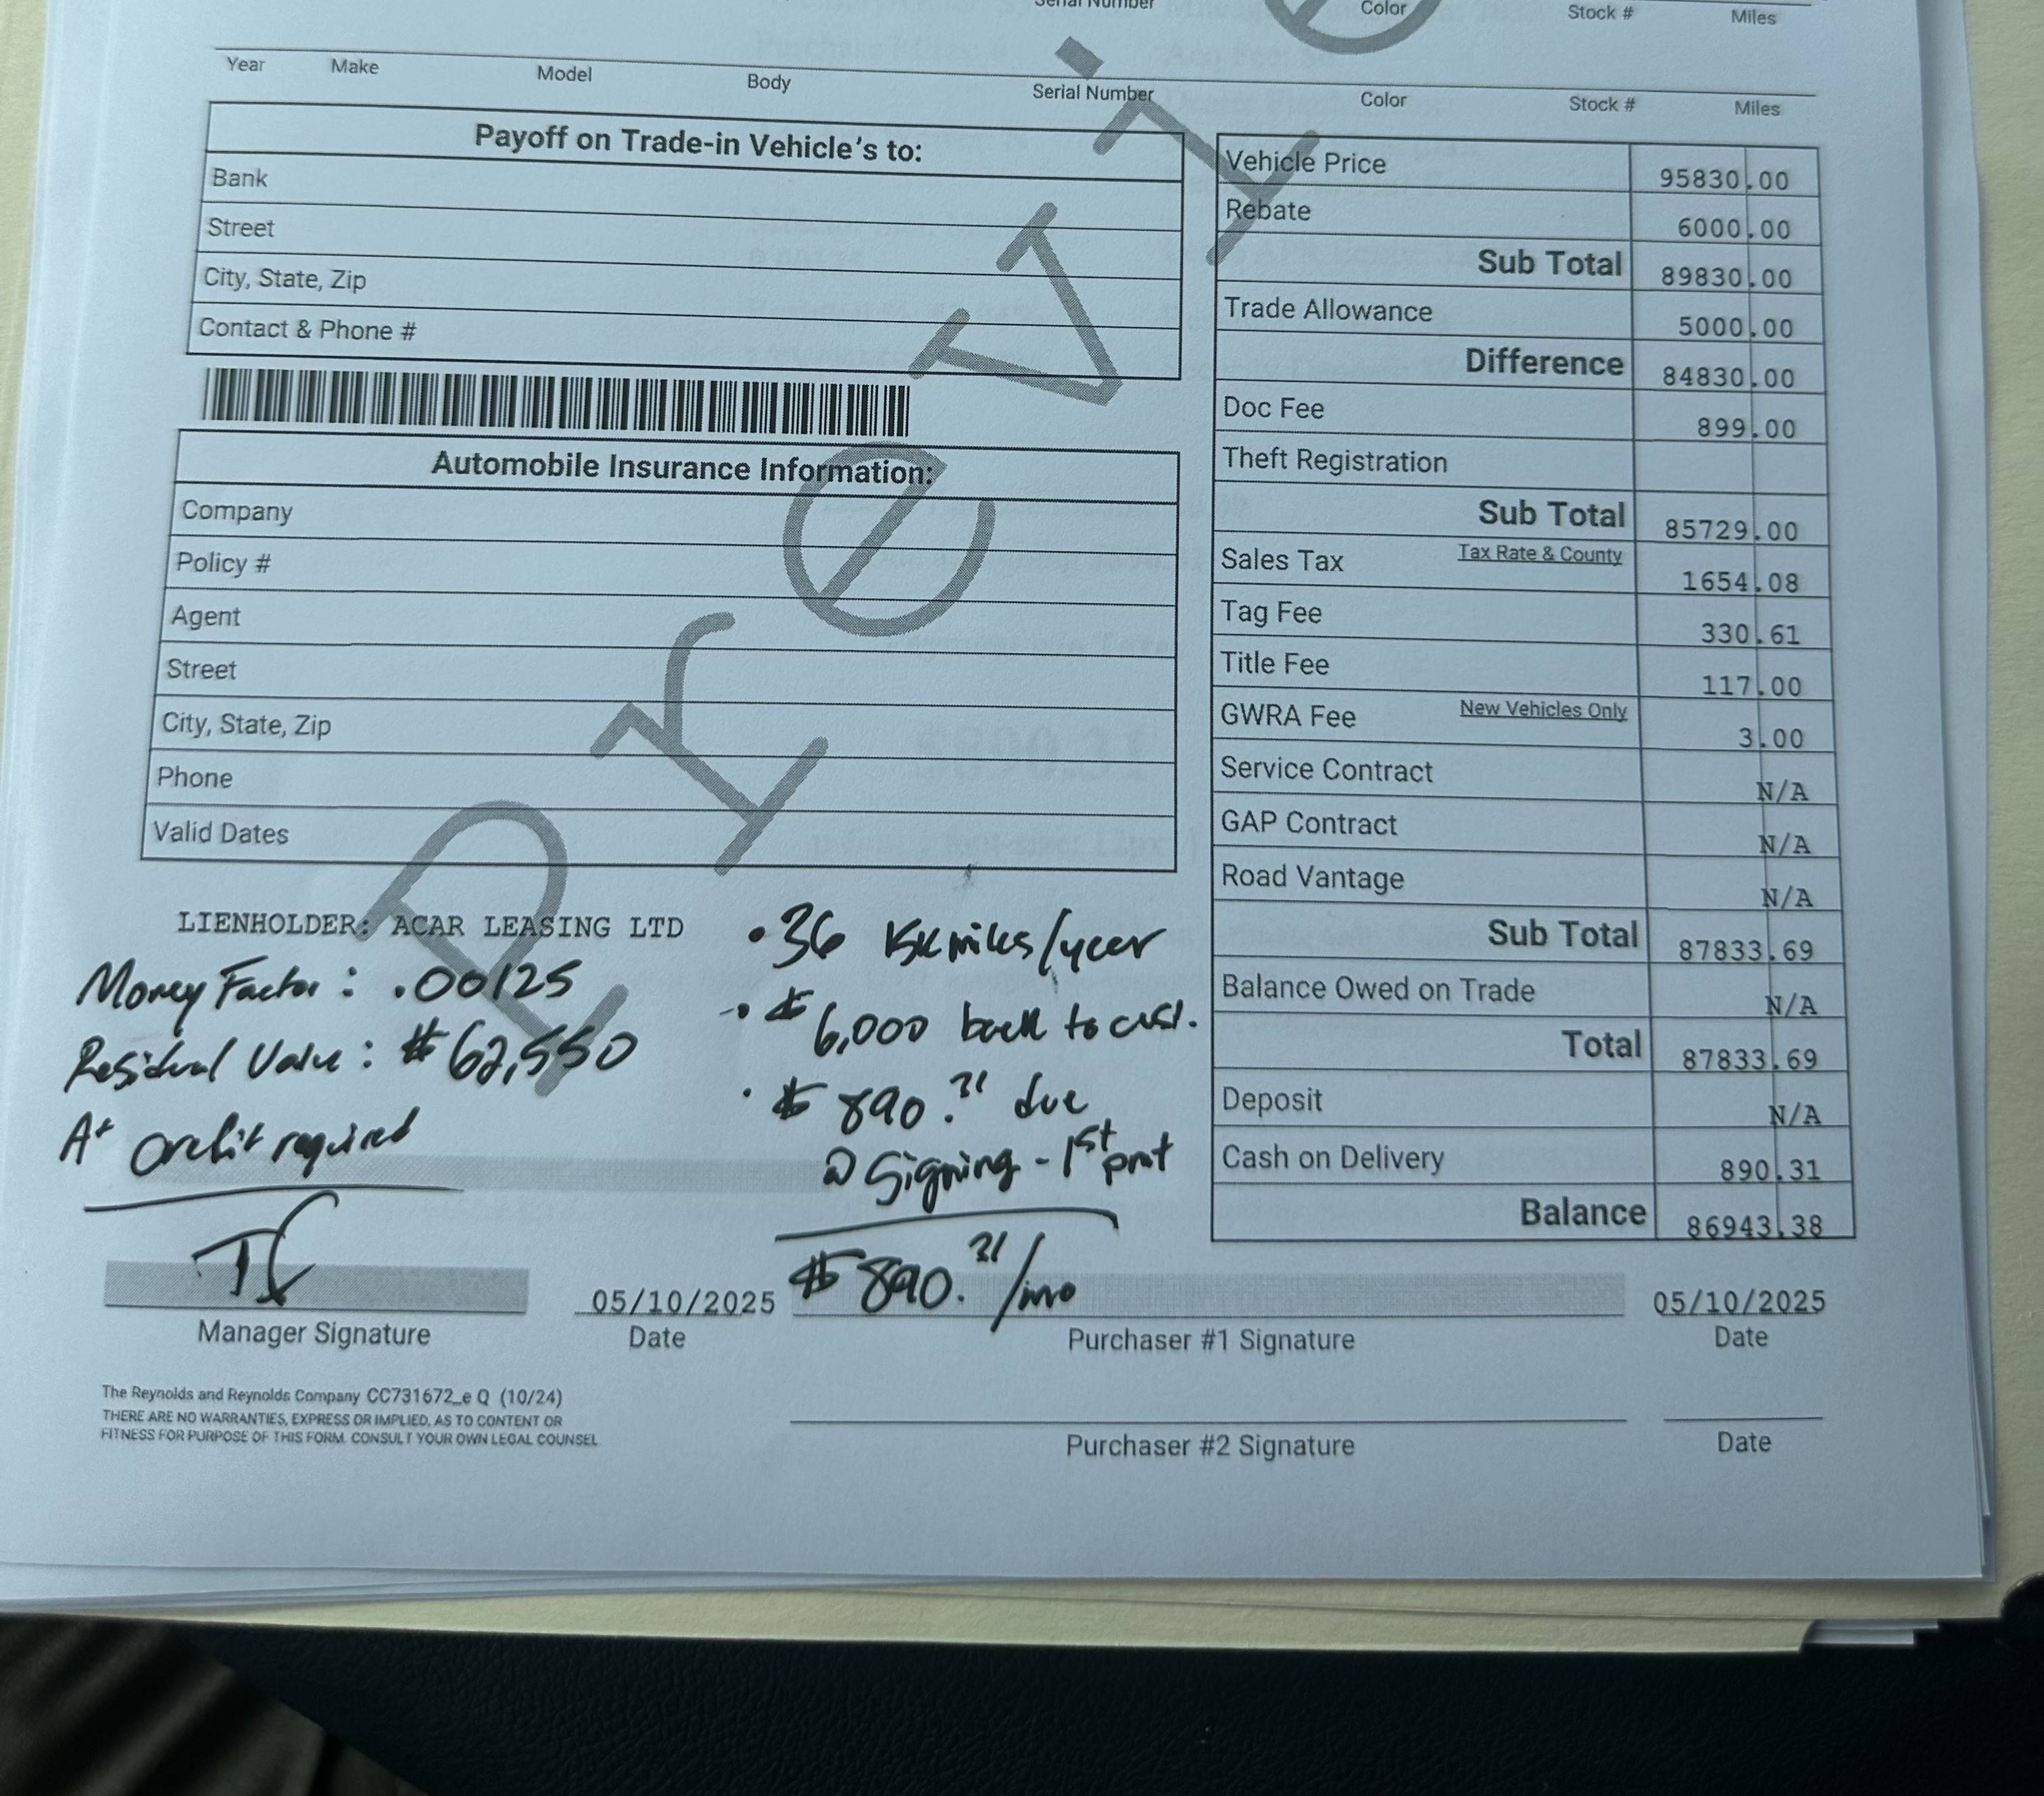 Serial Number Color Stock # Miles
Year Make Model Body Serial Number Color Stock # Miles
Payoff on Trade-in Vehicle's to:
Bank
Street
City, State, Zip
Contact & Phone #
Automobile Insurance Information:
Company
Policy #
Agent
Street
City, State, Zip
Phone
Valid Dates
Vehicle Price 95830.00
Rebate 6000.00
Sub Total 89830.00
Trade Allowance 5000.00
Difference 84830.00
Doc Fee 899.00
Theft Registration
Sub Total 85729.00
Sales Tax Tax Rate & County 1654.08
Tag Fee 330.61
Title Fee 117.00
GWRA Fee New Vehicles Only 3.00
Service Contract N/A
GAP Contract N/A
Road Vantage N/A
Sub Total 87833.69
Balance Owed on Trade N/A
Total 87833.69
Deposit N/A
Cash on Delivery 890.31
Balance 86943.38
Preview
LIENHOLDER: ACAR LEASING LTD
Money Factor: .00125
Residual Value: $62,550
A+ credit required
• 36 15K miles/year
• $6,000 back to cust.
• $890.31 due
@ Signing - 1st pmt
$890.31/mo
TC
05/10/2025
05/10/2025
Manager Signature Date Purchaser #1 Signature Date
The Reynolds and Reynolds Company CC731672_e Q (10/24)
THERE ARE NO WARRANTIES, EXPRESS OR IMPLIED, AS TO CONTENT OR
FITNESS FOR PURPOSE OF THIS FORM. CONSULT YOUR OWN LEGAL COUNSEL
Purchaser #2 Signature Date